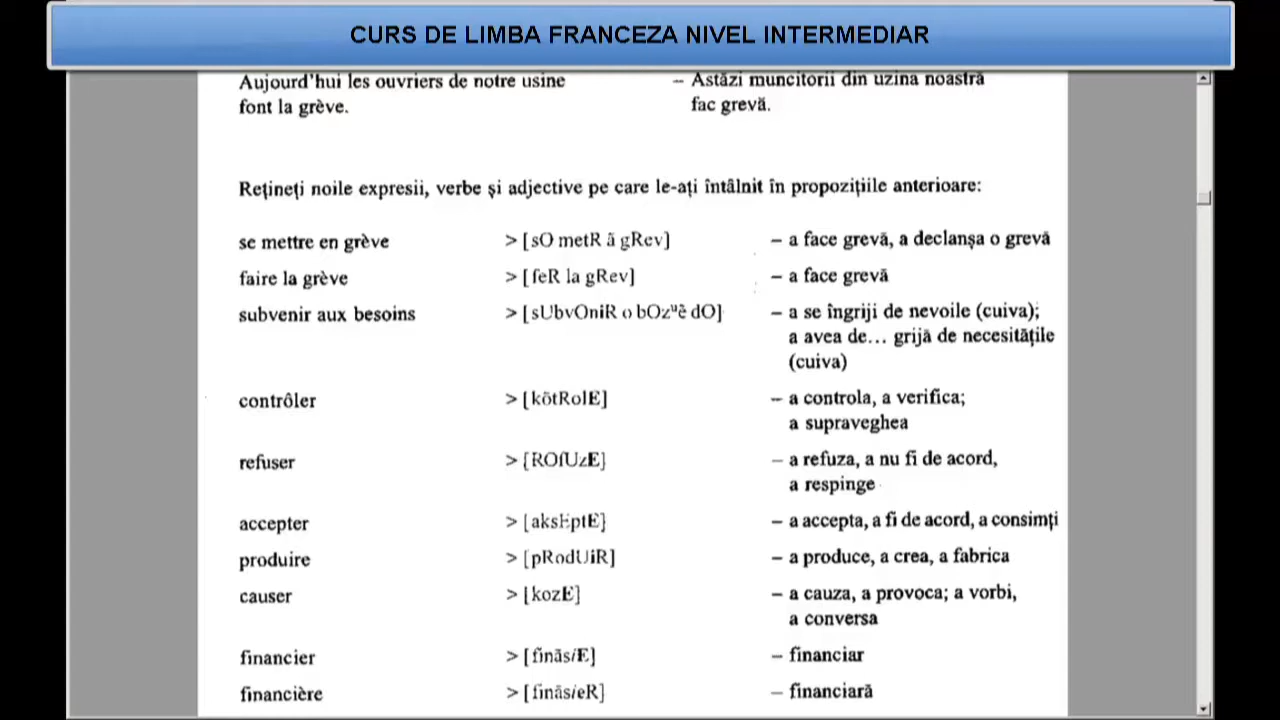 CURS DE LIMBA FRANCEZA NIVEL INTERMEDIAR
Aujourd'hui les ouvriers de notre usine – Astăzi muncitorii din uzina noastră
font la grève. fac grevă.
Reţineţi noile expresii, verbe şi adjective pe care le-aţi întâlnit în propoziţiile anterioare:
se mettre en grève > [sO metR ã gRev] – a face grevă, a declanşa o grevă
faire la grève > [feR la gRev] – a face grevă
subvenir aux besoins > [sUbvOniR o bOzᵘẽ dO] – a se îngriji de nevoile (cuiva);
a avea de... grijă de necesităţile
(cuiva)
contrôler > [kõtRolE] – a controla, a verifica;
a supraveghea
refuser > [ROfUzE] – a refuza, a nu fi de acord,
a respinge
accepter > [aksEptE] – a accepta, a fi de acord, a consimţi
produire > [pRodUiR] – a produce, a crea, a fabrica
causer > [kozE] – a cauza, a provoca; a vorbi,
a conversa
financier > [finãsiE] – financiar
financière > [finãsieR] – financiară